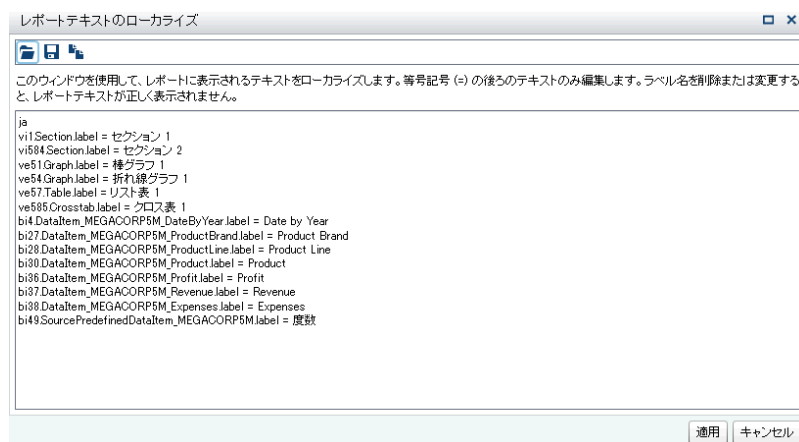 レポートテキストのローカライズ
このウィンドウを使用して、レポートに表示されるテキストをローカライズします。等号記号 (=) の後ろのテキストのみ編集します。ラベル名を削除または変更する
と、レポートテキストが正しく表示されません。
ja
vi1.Section.label = セクション 1
vi584.Section.label = セクション 2
ve51.Graph.label = 棒グラフ 1
ve54.Graph.label = 折れ線グラフ 1
ve57.Table.label = リスト表 1
ve585.Crosstab.label = クロス表 1
bi4.DataItem_MEGACORP5M_DateByYear.label = Date by Year
bi27.DataItem_MEGACORP5M_ProductBrand.label = Product Brand
bi28.DataItem_MEGACORP5M_ProductLine.label = Product Line
bi30.DataItem_MEGACORP5M_Product.label = Product
bi36.DataItem_MEGACORP5M_Profit.label = Profit
bi37.DataItem_MEGACORP5M_Revenue.label = Revenue
bi38.DataItem_MEGACORP5M_Expenses.label = Expenses
bi49.SourcePredefinedDataItem_MEGACORP5M.label = 度数
適用 キャンセル